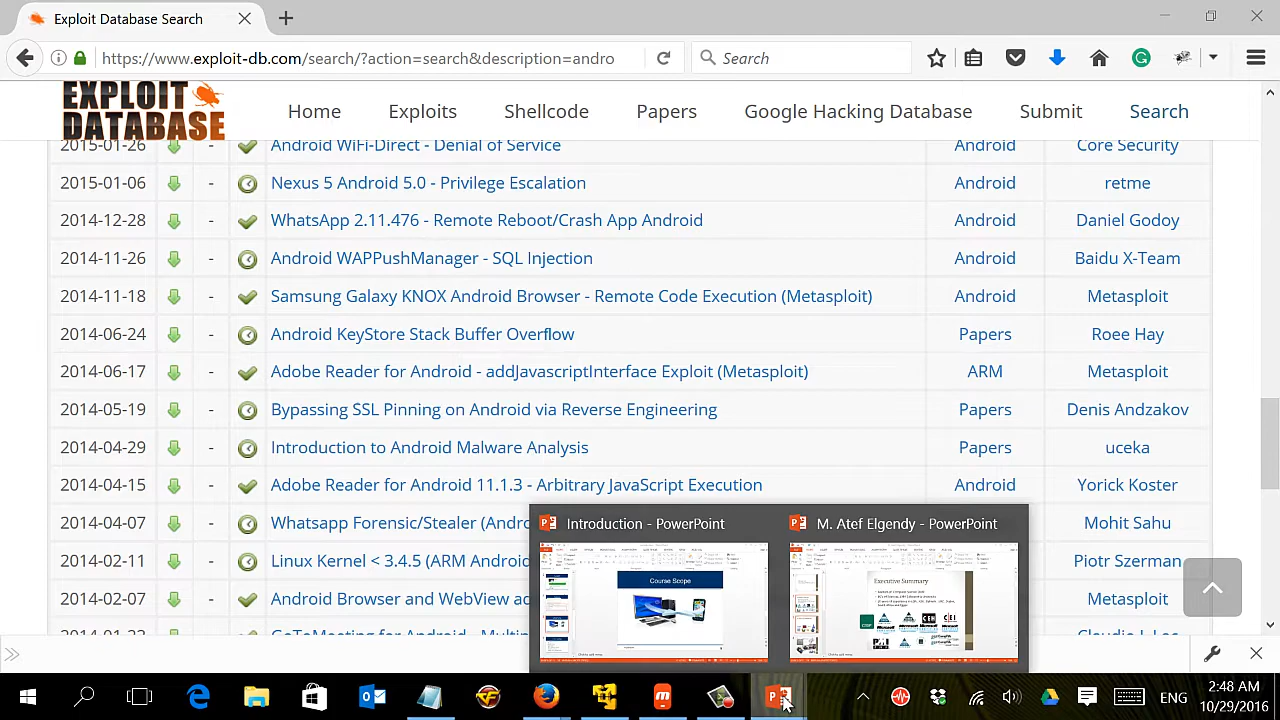 Exploit Database Search
https://www.exploit-db.com/search/?action=search&description=andro
Search
EXPLOIT
DATABASE
Home Exploits Shellcode Papers Google Hacking Database Submit Search
2015-01-26 - Android WiFi-Direct - Denial of Service Android Core Security
2015-01-06 - Nexus 5 Android 5.0 - Privilege Escalation Android retme
2014-12-28 - WhatsApp 2.11.476 - Remote Reboot/Crash App Android Android Daniel Godoy
2014-11-26 - Android WAPPushManager - SQL Injection Android Baidu X-Team
2014-11-18 - Samsung Galaxy KNOX Android Browser - Remote Code Execution (Metasploit) Android Metasploit
2014-06-24 - Android KeyStore Stack Buffer Overflow Papers Roee Hay
2014-06-17 - Adobe Reader for Android - addJavascriptInterface Exploit (Metasploit) ARM Metasploit
2014-05-19 - Bypassing SSL Pinning on Android via Reverse Engineering Papers Denis Andzakov
2014-04-29 - Introduction to Android Malware Analysis Papers uceka
2014-04-15 - Adobe Reader for Android 11.1.3 - Arbitrary JavaScript Execution Android Yorick Koster
2014-04-07 - Whatsapp Forensic/Stealer (Andro Mohit Sahu
2014-02-11 - Linux Kernel < 3.4.5 (ARM Android Piotr Szerman
2014-02-07 - Android Browser and WebView ad Metasploit
Introduction - PowerPoint
M. Atef Elgendy - PowerPoint
Course Scope
Executive Summary
ENG
2:48 AM
10/29/2016